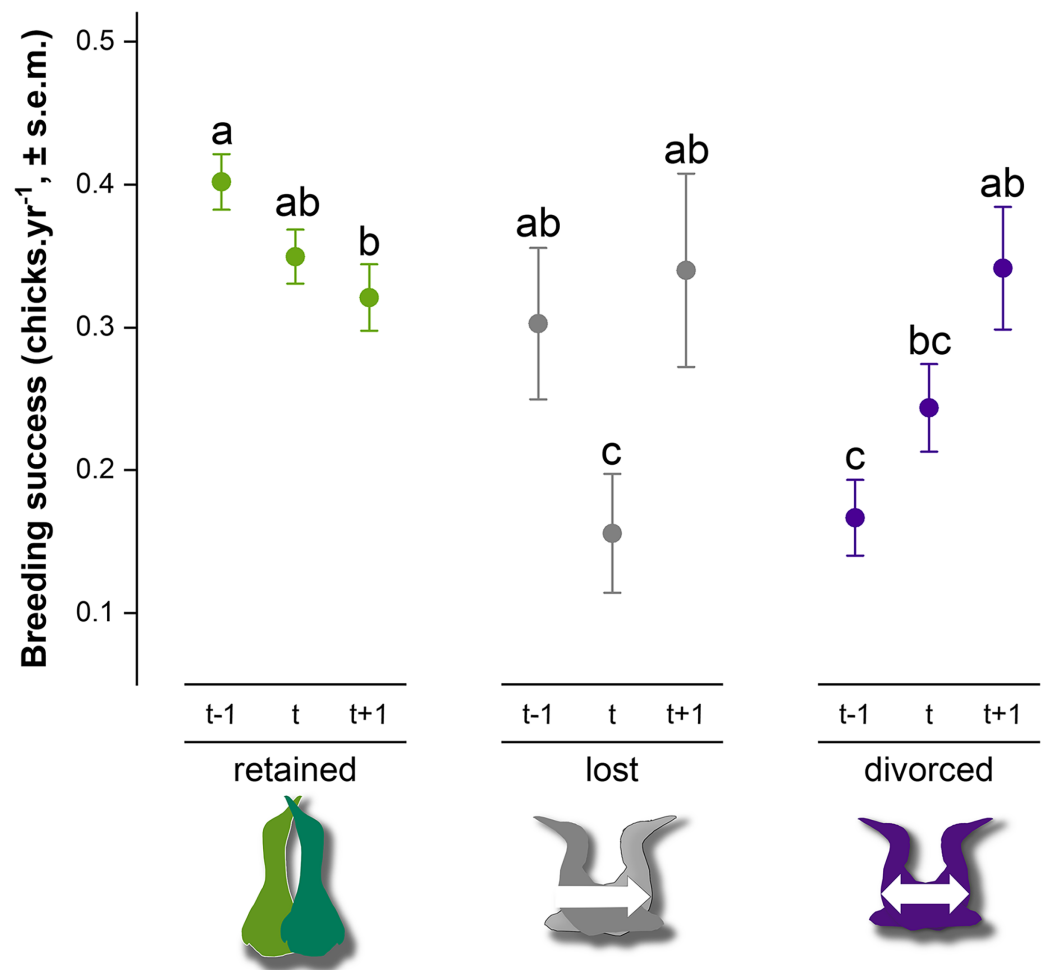 Breeding success (chicks.yr⁻¹, ± s.e.m.)
0.5
0.4
0.3
0.2
0.1
a
ab
b
ab
c
ab
c
bc
ab
t-1 t t+1
t-1 t t+1
t-1 t t+1
retained
lost
divorced